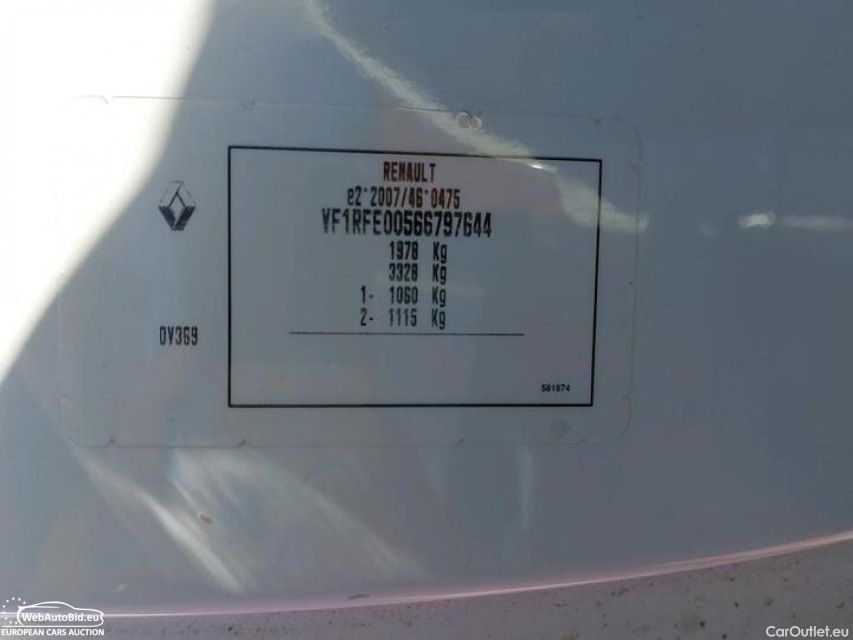 RENAULT
e2*2007/46*0475
VF1RFE00566797644
1978 Kg
3328 Kg
1- 1060 Kg
2- 1115 Kg
0V369
581874
WebAutoBid.eu
EUROPEAN CARS AUCTION
CarOutlet.eu